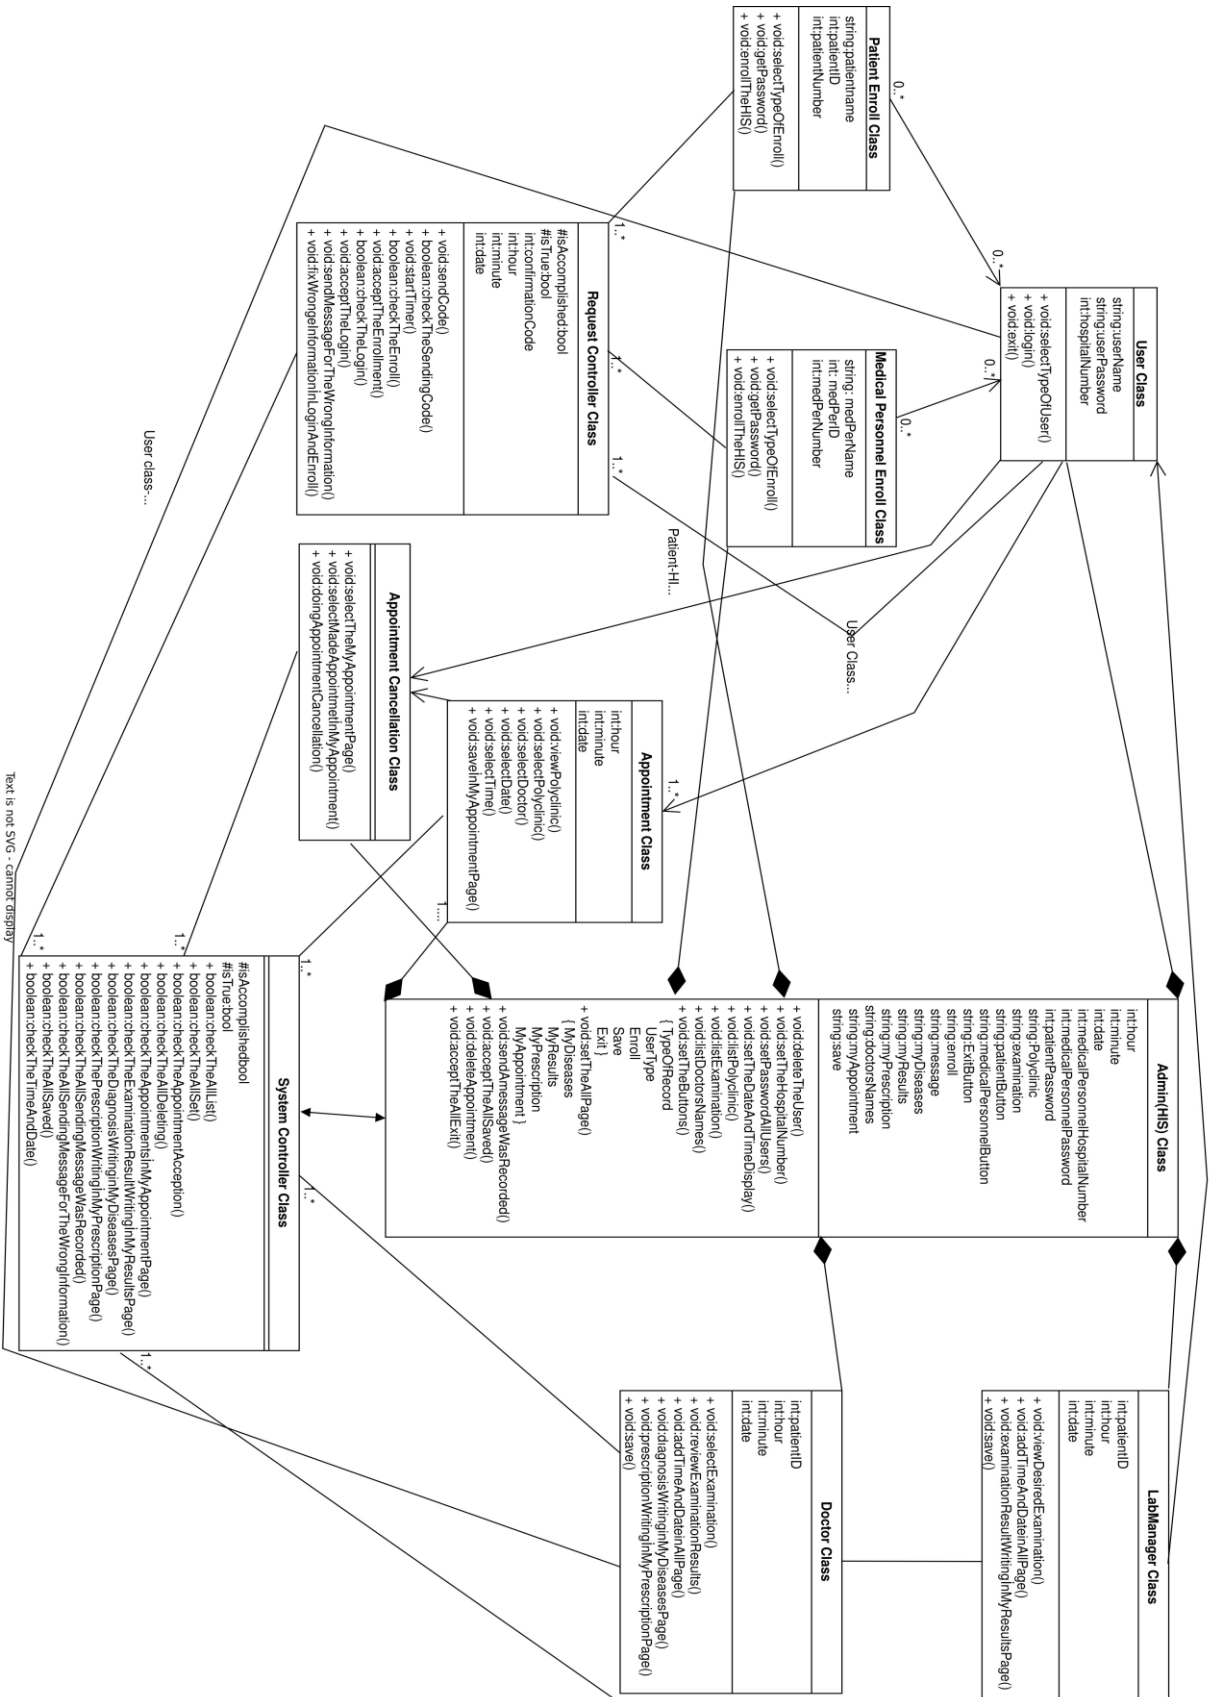 Patient Enroll Class
string:patientname
int:patientID
int:patientNumber
+ void:selectTypeOfEnroll()
+ void:getPassword()
+ void:enrollTheHIS()
0..*
0..*
User Class
string:userName
string:userPassword
int:hospitalNumber
+ void:selectTypeOfUser()
+ void:login()
+ void:exit()
0..*
0..*
Medical Personnel Enroll Class
string: medPerName
int: medPerID
int:medPerNumber
+ void:selectTypeOfEnroll()
+ void:getPassword()
+ void:enrollTheHIS()
1..*
1..*
1..*
Request Controller Class
#isAccomplished:bool
#isTrue:bool
int:confirmationCode
int:hour
int:minute
int:date
+ void:sendCode()
+ boolean:checkTheSendingCode()
+ void:startTimer()
+ boolean:checkTheEnroll()
+ void:acceptTheEnrollment()
+ boolean:checkTheLogin()
+ void:acceptTheLogin()
+ void:sendMessageForTheWrongInformation()
+ void:fixWrongeInformationInLoginAndEnroll()
User class-...
Patient-HI...
User Class...
Appointment Cancellation Class
+ void:selectTheMyAppointmentPage()
+ void:selectMadeAppointmetInMyAppointment()
+ void:doingAppointmentCancellation()
1..*
Appointment Class
int:hour
int:minute
int:date
+ void:viewPolyclinic()
+ void:selectPolyclinic()
+ void:selectDoctor()
+ void:selectDate()
+ void:selectTime()
+ void:saveInMyAppointmentPage()
1....
Admin(HIS) Class
int:hour
int:minute
int:date
int:medicalPersonnelHospitalNumber
int:medicalPersonnelPassword
int:patientPassword
string:Polyclinic
string:examination
string:patientButton
string:medicalPersonnelButton
string:ExitButton
string:enroll
string:message
string:myDiseases
string:myResults
string:myPrescription
string:doctorsNames
string:myAppointment
string:save
+ void:deleteTheUser()
+ void:setTheHospitalNumber()
+ void:setPasswordAllUsers()
+ void:setTheDateAndTimeDisplay()
+ void:listPolyclinic()
+ void:listExamination()
+ void:listDoctorsNames()
+ void:setTheButtons()
{ TypeOfRecord
UserType
Enroll
Save
Exit }
+ void:setTheAllPage()
{ MyDiseases
MyResults
MyPrescription
MyAppointment }
+ void:sendAmessageWasRecorded()
+ void:acceptTheAllSaved()
+ void:deleteAppointment()
+ void:acceptTheAllExit()
1..*
1..*
1..*
1..*
1..*
System Controller Class
#isAccomplishedbool
#isTrue:bool
+ boolean:checkTheAllList()
+ boolean:checkTheAllSet()
+ boolean:checkTheAppointmentAcception()
+ boolean:checkTheAllDeleting()
+ boolean:checkTheAppointmentsInMyAppointmentPage()
+ boolean:checkTheExaminationResultWritingInMyResultsPage()
+ boolean:checkTheDiagnosisWritinginMyDiseasesPage()
+ boolean:checkThePrescriptionWritingInMyPrescriptionPage()
+ boolean:checkTheAllSendingMessageWasRecorded()
+ boolean:checkTheAllSendingMessageForTheWrongInformation()
+ boolean:checkTheAllSaved()
+ boolean:checkTheTimeAndDate()
LabManager Class
int:patientID
int:hour
int:minute
int:date
+ void:viewDesiredExamination()
+ void:addTimeAndDateinAllPage()
+ void:examinationResultWritingInMyResultsPage()
+ void:save()
Doctor Class
int:patientID
int:hour
int:minute
int:date
+ void:selectExamination()
+ void:reviewExaminationResults()
+ void:addTimeAndDateinAllPage()
+ void:diagnosisWritinginMyDiseasesPage()
+ void:prescriptionWritingInMyPrescriptionPage()
+ void:save()
Text is not SVG - cannot display